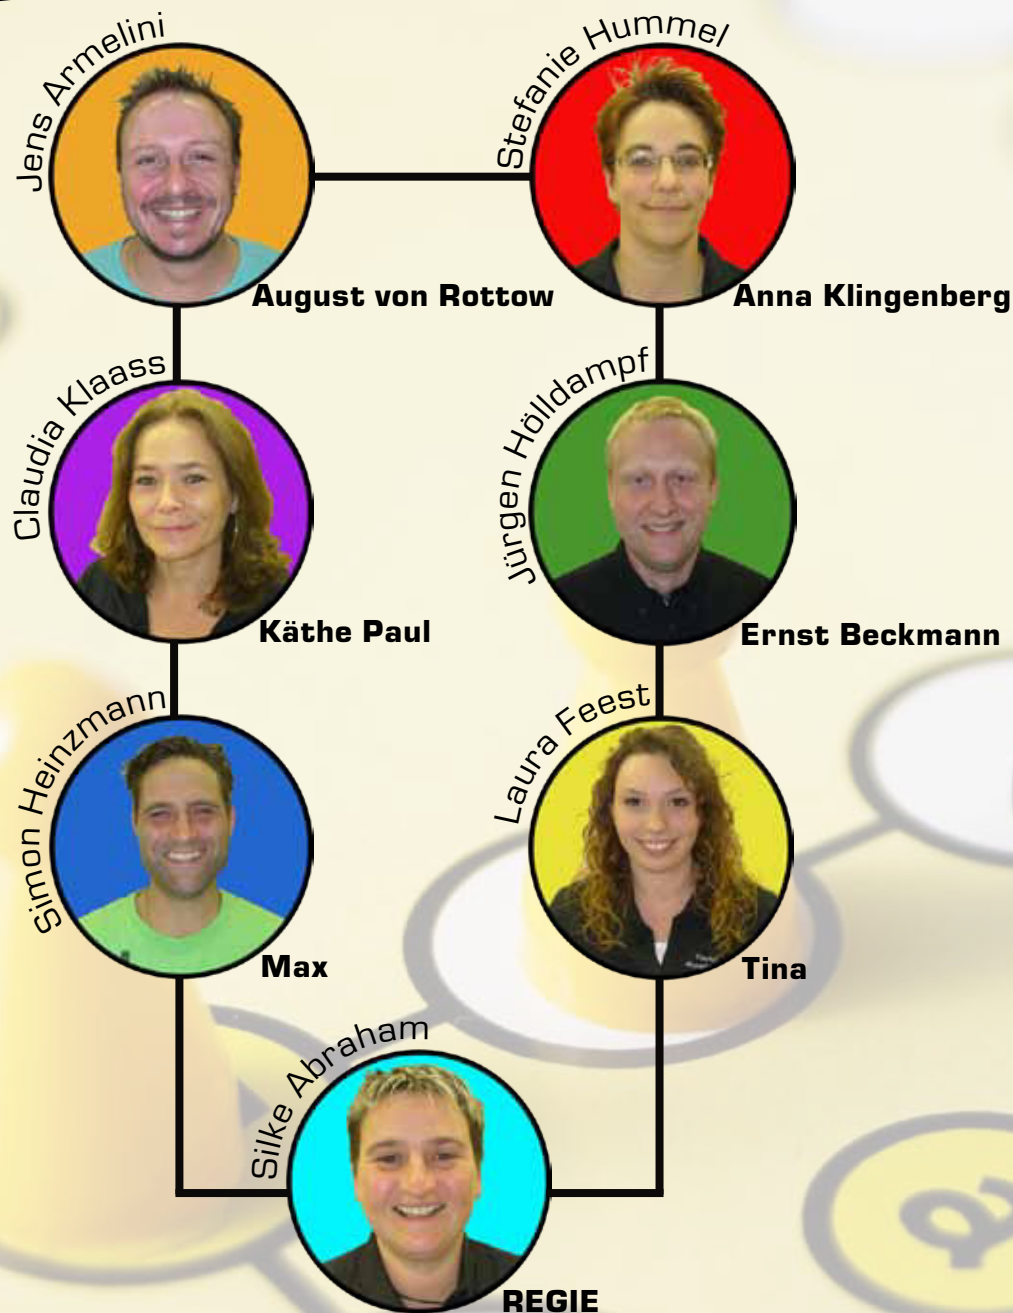 Jens Armelini
August von Rottow
Stefanie Hummel
Anna Klingenberg
Claudia Klaass
Käthe Paul
Jürgen Hölldampf
Ernst Beckmann
Simon Heinzmann
Max
Laura Feest
Tina
Silke Abraham
REGIE